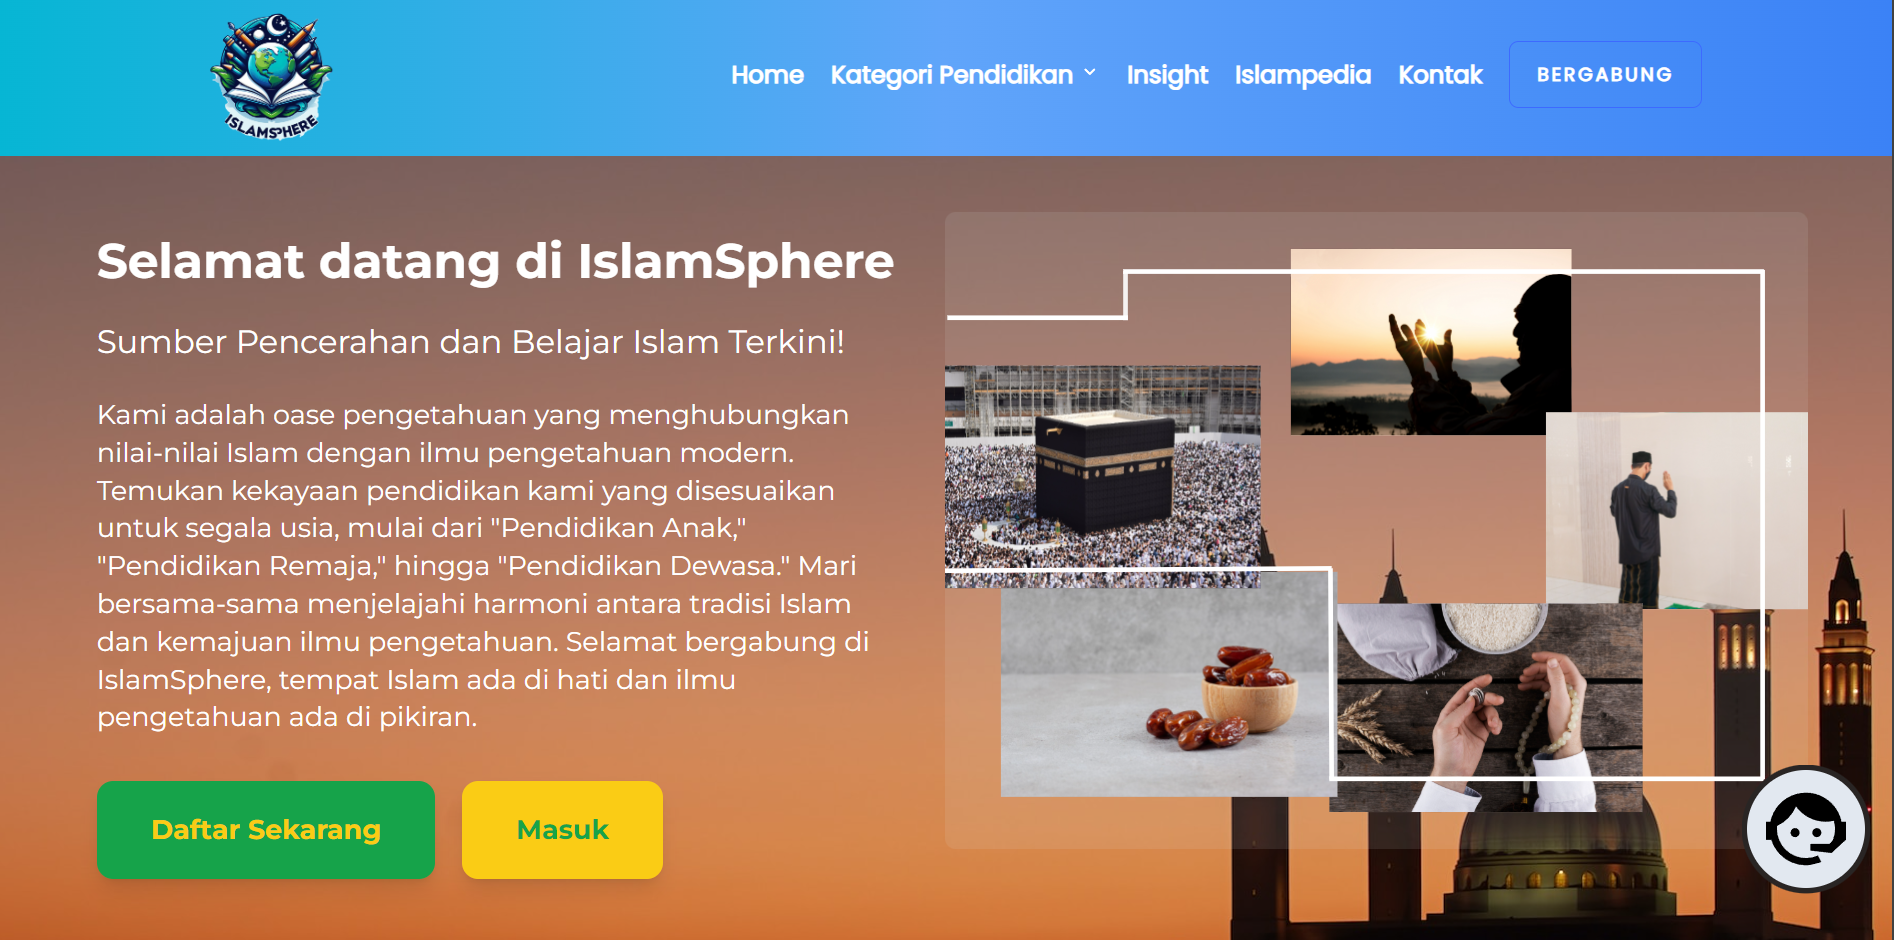 ISLAMSPHERE
Home Kategori Pendidikan Insight Islampedia Kontak BERGABUNG
Selamat datang di IslamSphere
Sumber Pencerahan dan Belajar Islam Terkini!
Kami adalah oase pengetahuan yang menghubungkan
nilai-nilai Islam dengan ilmu pengetahuan modern.
Temukan kekayaan pendidikan kami yang disesuaikan
untuk segala usia, mulai dari "Pendidikan Anak,"
"Pendidikan Remaja," hingga "Pendidikan Dewasa." Mari
bersama-sama menjelajahi harmoni antara tradisi Islam
dan kemajuan ilmu pengetahuan. Selamat bergabung di
IslamSphere, tempat Islam ada di hati dan ilmu
pengetahuan ada di pikiran.
Daftar Sekarang Masuk